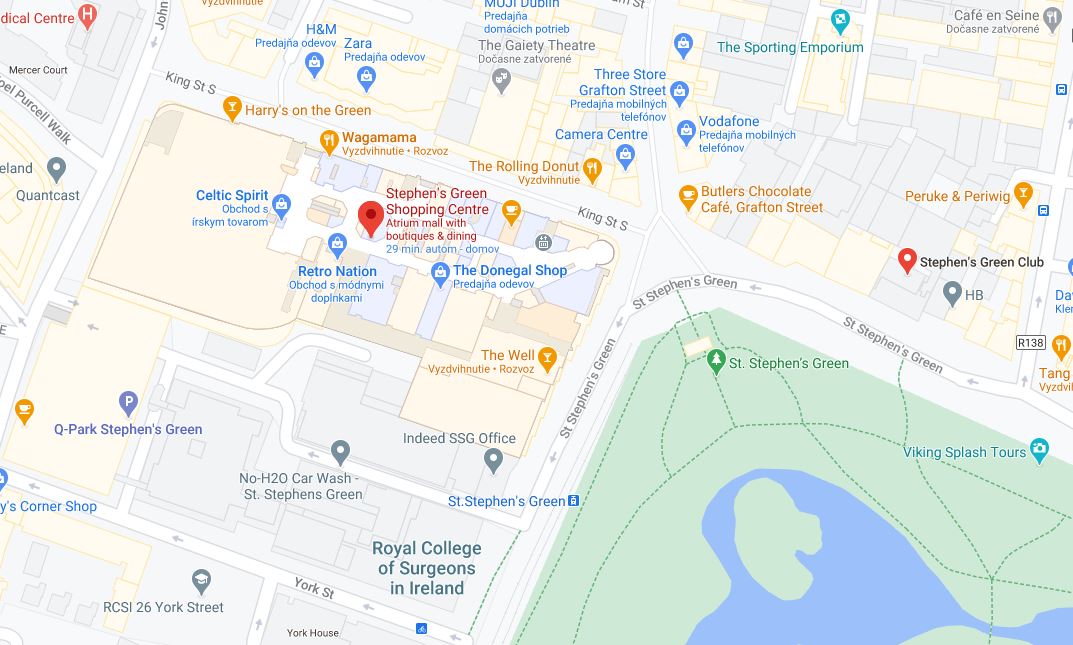 Vyzdvihnutie
MUJI Dublin
Predajňa
domácich potrieb
dical Centre
John
H&M
Predajňa odevov
Zara
Predajňa odevov
The Gaiety Theatre
Dočasne zatvorené
The Sporting Emporium
Café en Seine
Dočasne zatvorené
Mercer Court
King St S
Harry's on the Green
Three Store
Grafton Street
Predajňa mobilných
telefónov
Vodafone
Predajňa mobilných
telefónov
Camera Centre
oel Purcell Walk
Wagamama
Vyzdvihnutie • Rozvoz
The Rolling Donut
Vyzdvihnutie
eland
Quantcast
Celtic Spirit
Obchod s
írskym tovarom
Stephen's Green
Shopping Centre
Atrium mall with
boutiques & dining
29 min. autom - domov
King St S
Butlers Chocolate
Café, Grafton Street
Peruke & Periwig
Retro Nation
Obchod s módnymi
doplnkami
The Donegal Shop
Predajňa odevov
Stephen's Green Club
HB
St Stephen's Green
R138
St Stephen's Green
The Well
Vyzdvihnutie • Rozvoz
St. Stephen's Green
Tang
Vyzdvi
St Stephen's Green
Q-Park Stephen's Green
Indeed SSG Office
Viking Splash Tours
No-H2O Car Wash -
St. Stephens Green
St.Stephen's Green
y's Corner Shop
Royal College
of Surgeons
in Ireland
York St
RCSI 26 York Street
York House